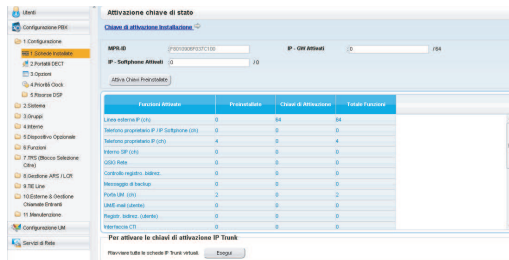 Utenti
Configurazione PBX
1.Configurazione
1.Schede Installate
2.Portatili DECT
3.Opzioni
4.Priorità Clock
5.Risorse DSP
2.Sistema
3.Gruppi
4.Interno
5.Dispositivo Opzionale
6.Funzioni
7.TRS (Blocco Selezione Cifra)
8.Gestione ARS / LCR
9.TIE Line
10.Esterne & Gestione Chiamate Entranti
11.Manutenzione
Configurazione UM
Servizi di Rete
Attivazione chiave di stato
Chiave di attivazione Installazione
MPR-ID
IP - GW Attivati 0 / 64
IP - Softphone Attivati 0 / 0
Attiva Chiavi Preinstallate
Funzioni Attivate Preinstallate Chiavi di Attivazione Totale Funzioni
Linea esterna IP (ch) 0 64 64
Telefono proprietario IP / IP Softphone (ch) 0 0 0
Telefono proprietario IP (ch) 4 0 4
Interno SIP (ch) 0 0 0
QSIG Rete 0 0 0
Controllo registro. bidirez. 0 0 0
Messaggio di backup 0 0 0
Porta UM (ch) 2 0 2
UM/E-mail (utente) 0 0 0
Registr. bidirez. (utente) 0 0 0
Interfaccia CTI 0 0 0
Per attivare le chiavi di attivazione IP Trunk
Riavviare tutte le schede IP Trunk virtuali. Esegui